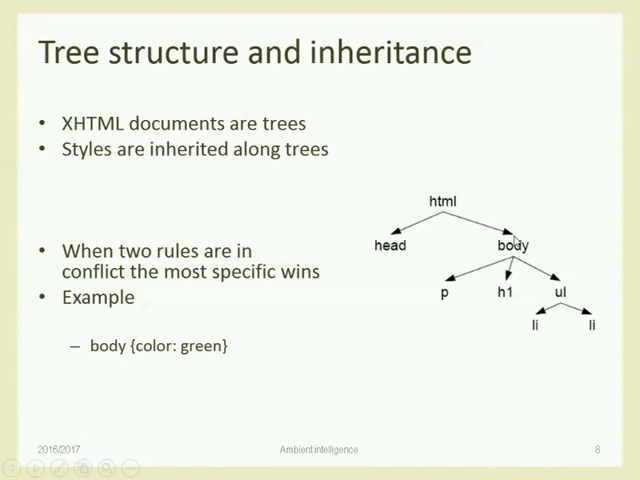 Tree structure and inheritance
• XHTML documents are trees
• Styles are inherited along trees
html
head body
p h1 ul
li li
• When two rules are in
conflict the most specific wins
• Example
– body {color: green}
2016/2017 Ambient intelligence 8